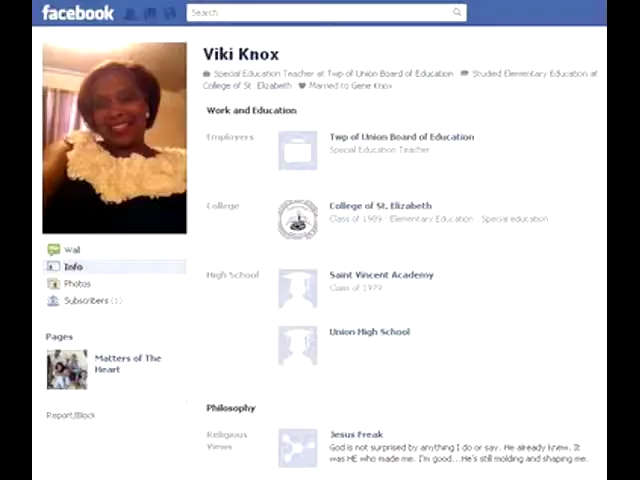 facebook
Search
Viki Knox
Special Education Teacher at Twp of Union Board of Education Studied Elementary Education at
College of St. Elizabeth Married to Gene Knox
Work and Education
Employers
Twp of Union Board of Education
Special Education Teacher
College
College of St. Elizabeth
Class of 1989 · Elementary Education · Special education
High School
Saint Vincent Academy
Class of 1979
Union High School
Wall
Info
Photos
Subscribers (1)
Pages
Matters of The
Heart
Report/Block
Philosophy
Religious
Views
Jesus Freak
God is not surprised by anything I do or say. He already knew. It
was HE who made me. I'm good...He's still molding and shaping me.